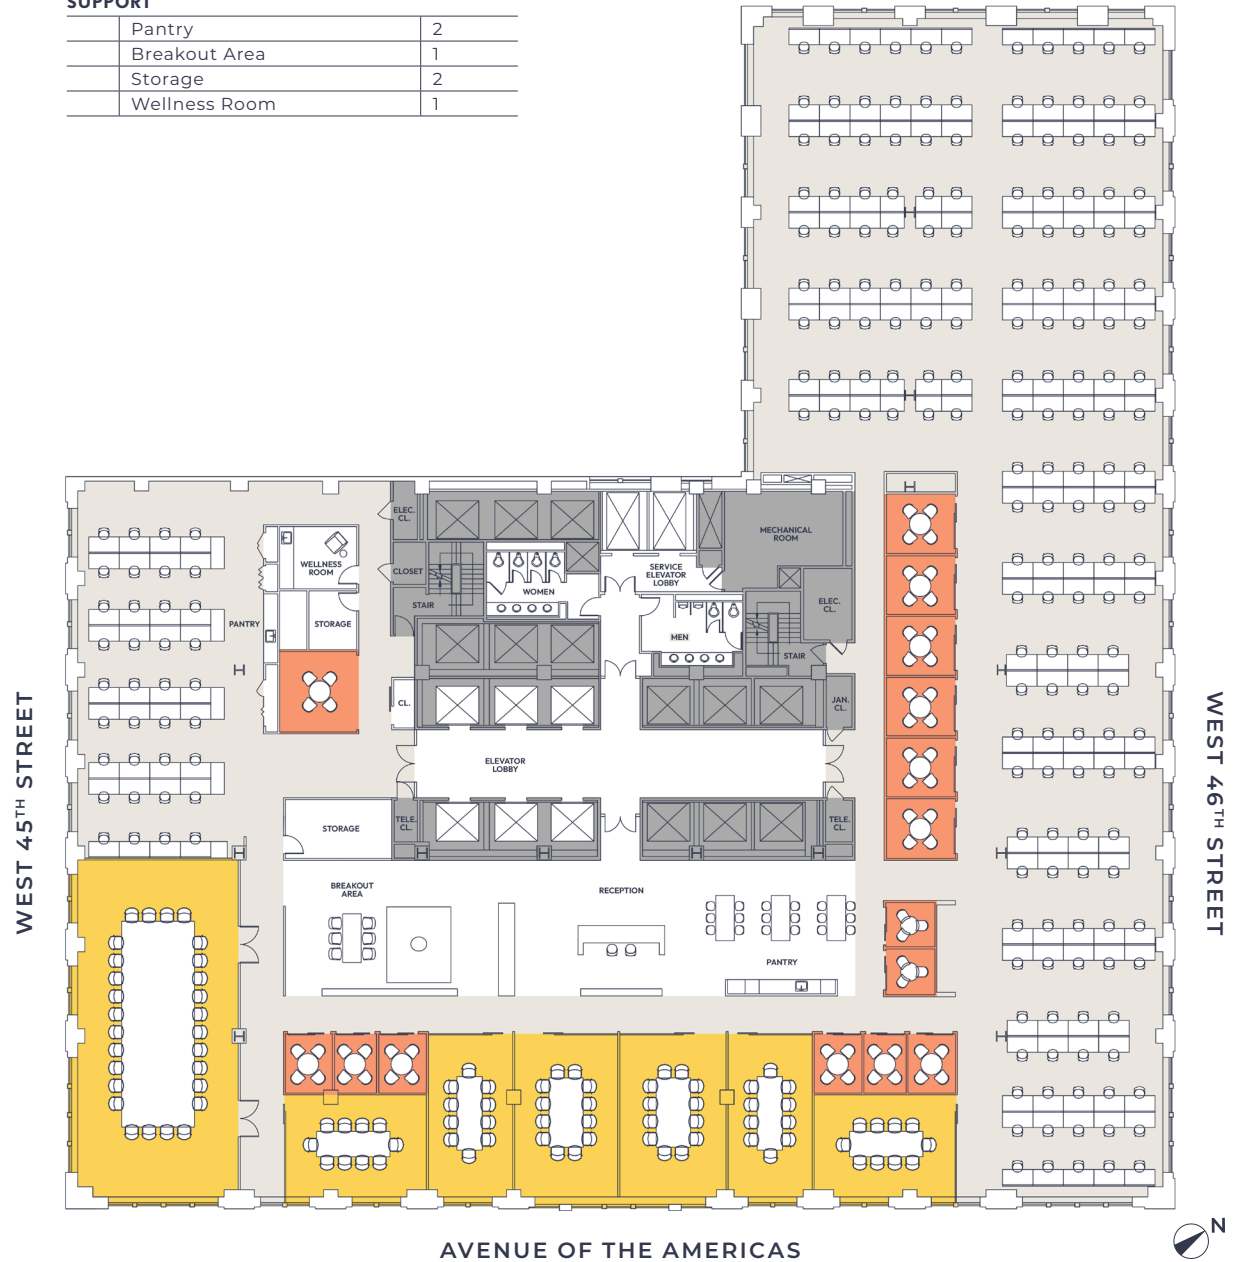 SUPPORT
Pantry 2
Breakout Area 1
Storage 2
Wellness Room 1
ELEC.
CL.
MECHANICAL
ROOM
WELLNESS
ROOM
CLOSET
SERVICE
ELEVATOR
LOBBY
WOMEN
STAIR
ELEC.
CL.
PANTRY
STORAGE
MEN
STAIR
CL.
JAN.
CL.
ELEVATOR
LOBBY
STORAGE
TELE.
CL.
TELE.
CL.
BREAKOUT
AREA
RECEPTION
PANTRY
WEST 45TH STREET
WEST 46TH STREET
AVENUE OF THE AMERICAS
N